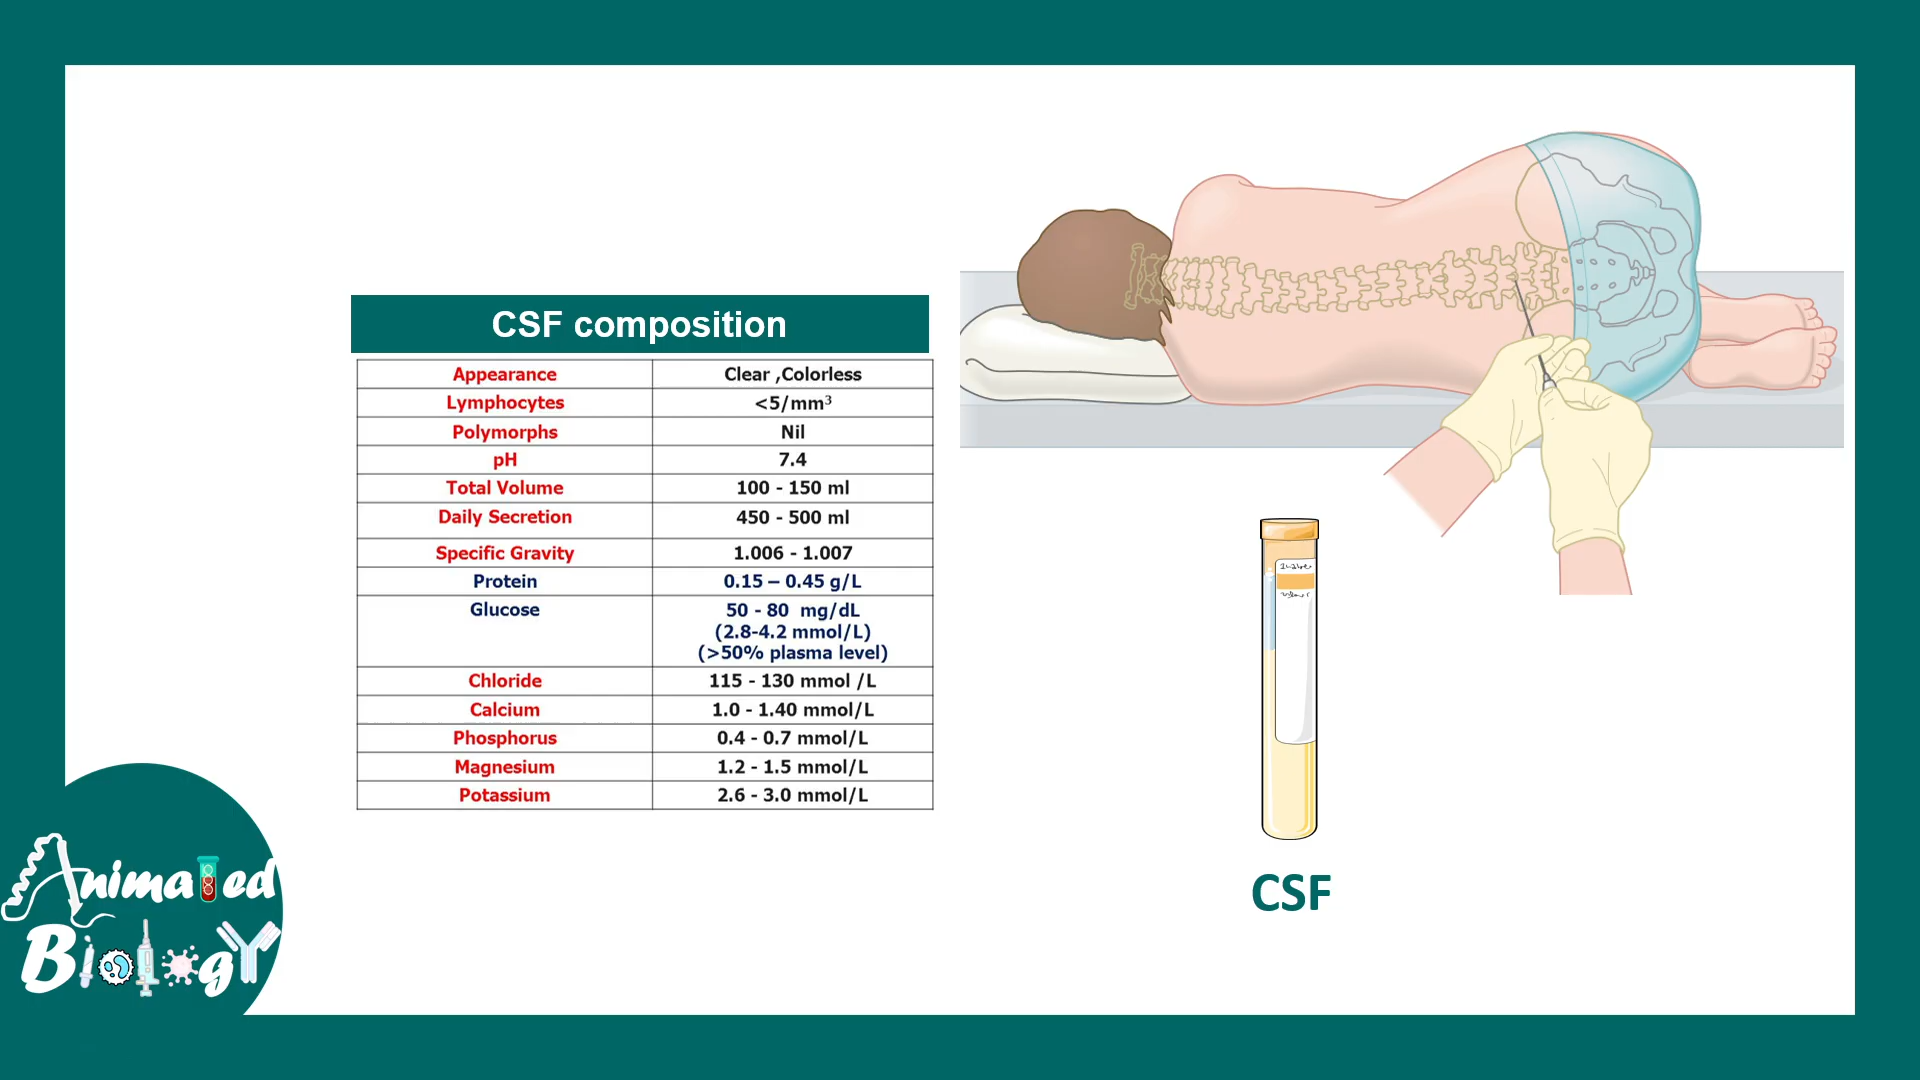 CSF composition
Appearance Clear ,Colorless
Lymphocytes <5/mm³
Polymorphs Nil
pH 7.4
Total Volume 100 - 150 ml
Daily Secretion 450 - 500 ml
Specific Gravity 1.006 - 1.007
Protein 0.15 – 0.45 g/L
Glucose 50 - 80 mg/dL
(2.8-4.2 mmol/L)
(>50% plasma level)
Chloride 115 - 130 mmol /L
Calcium 1.0 - 1.40 mmol/L
Phosphorus 0.4 - 0.7 mmol/L
Magnesium 1.2 - 1.5 mmol/L
Potassium 2.6 - 3.0 mmol/L
CSF
Animated
Biology